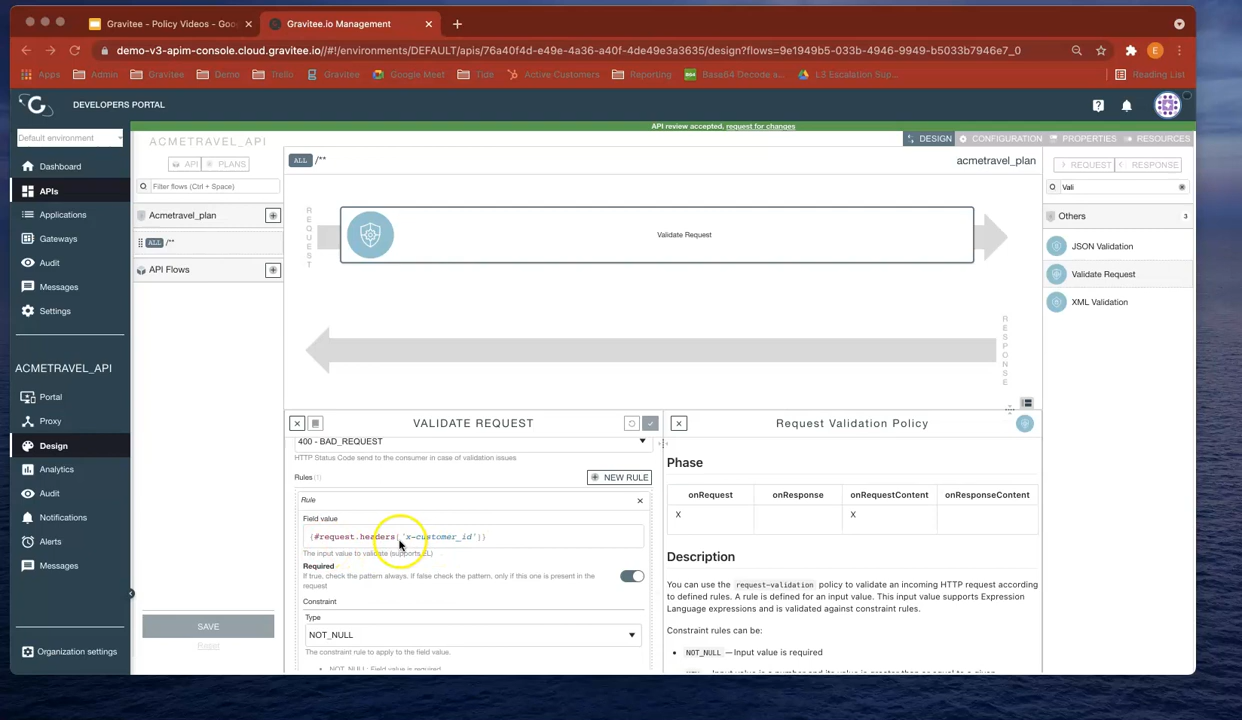 Gravitee - Policy Videos - Goo
Gravitee.io Management
demo-v3-apim-console.cloud.gravitee.io/#!/environments/DEFAULT/apis/76a40f4d-e49e-4a36-a40f-4de49e3a3635/design?flows=9e1949b5-033b-4946-9949-b5033b7946e7_0
E
Apps
Admin
Gravitee
Demo
Trello
Gravitee
Google Meet
Tide
Active Customers
Reporting
Base64 Decode a...
L3 Escalation Sup...
Reading List
DEVELOPERS PORTAL
API review accepted, request for changes
Default environment
ACMETRAVEL_API
DESIGN
CONFIGURATION
PROPERTIES
RESOURCES
API
PLANS
ALL /**
acmetravel_plan
REQUEST
RESPONSE
Dashboard
Filter flows (Ctrl + Space)
Vali
APIs
Applications
Acmetravel_plan
Others
3
Gateways
ALL /**
REQUEST
Validate Request
JSON Validation
Audit
API Flows
Validate Request
Messages
XML Validation
Settings
RESPONSE
ACMETRAVEL_API
Portal
Proxy
VALIDATE REQUEST
Request Validation Policy
Design
400 - BAD_REQUEST
HTTP Status Code send to the consumer in case of validation issues.
Phase
Analytics
Rules (1)
NEW RULE
Audit
onRequest
onResponse
onRequestContent
onResponseContent
Rule
X
X
Notifications
Field value
{#request.headers['x-customer_id']}
Alerts
The input value to validate (supports EL)
Description
Messages
Required
If true, check the pattern always. If false check the pattern, only if this one is present in the
request
You can use the request-validation policy to validate an incoming HTTP request according
to defined rules. A rule is defined for an input value. This input value supports Expression
Language expressions and is validated against constraint rules.
Constraint
Type
SAVE
NOT_NULL
Constraint rules can be:
Reset
The constraint rule to apply to the field value.
NOT_NULL — Input value is required
Organization settings
NOT_NULL: Field value is required